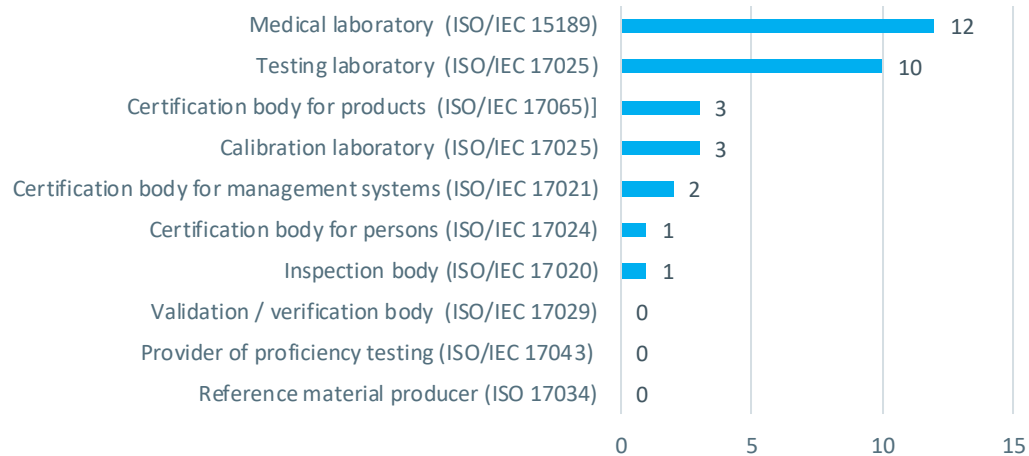 Medical laboratory (ISO/IEC 15189) 12
Testing laboratory (ISO/IEC 17025) 10
Certification body for products (ISO/IEC 17065)] 3
Calibration laboratory (ISO/IEC 17025) 3
Certification body for management systems (ISO/IEC 17021) 2
Certification body for persons (ISO/IEC 17024) 1
Inspection body (ISO/IEC 17020) 1
Validation / verification body (ISO/IEC 17029) 0
Provider of proficiency testing (ISO/IEC 17043) 0
Reference material producer (ISO 17034) 0
0 5 10 15